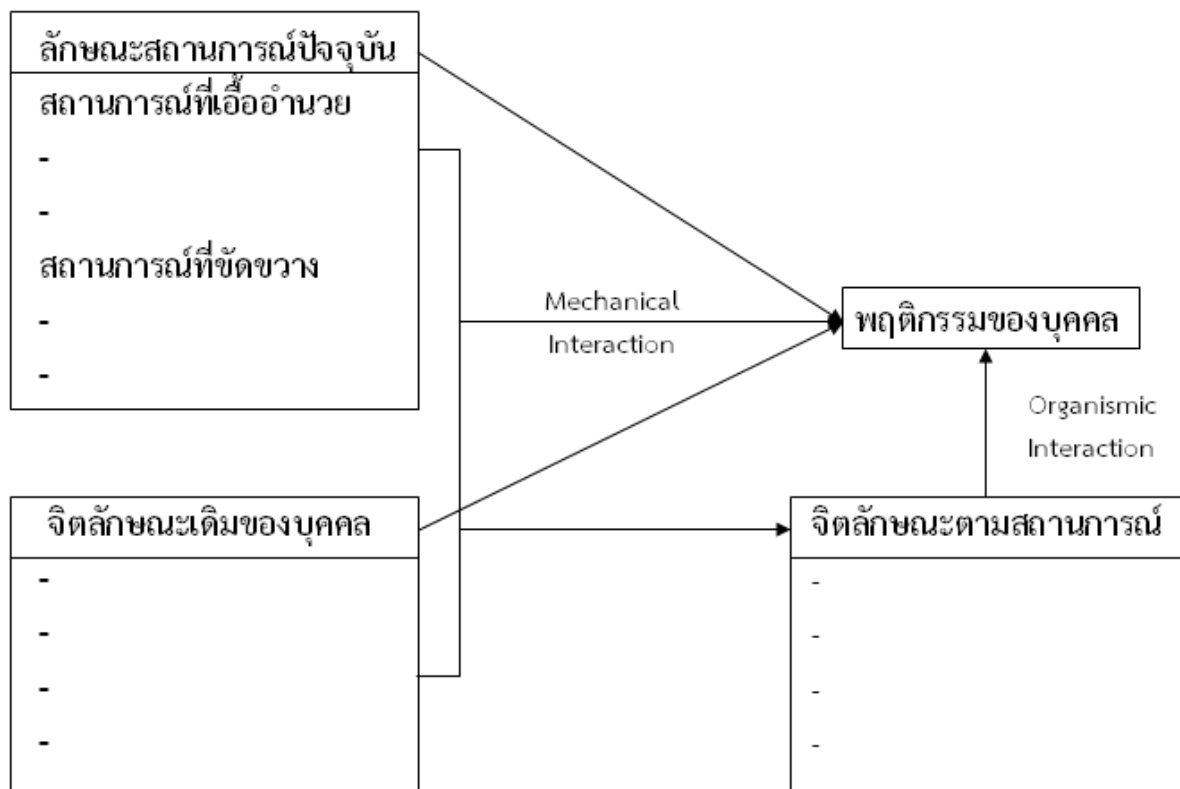 ลักษณะสถานการณ์ปัจจุบัน
สถานการณ์ที่เอื้ออำนวย
-
-
สถานการณ์ที่ขัดขวาง
-
-
Mechanical
Interaction
พฤติกรรมของบุคคล
Organismic
Interaction
จิตลักษณะเดิมของบุคคล
-
-
-
-
จิตลักษณะตามสถานการณ์
-
-
-
-